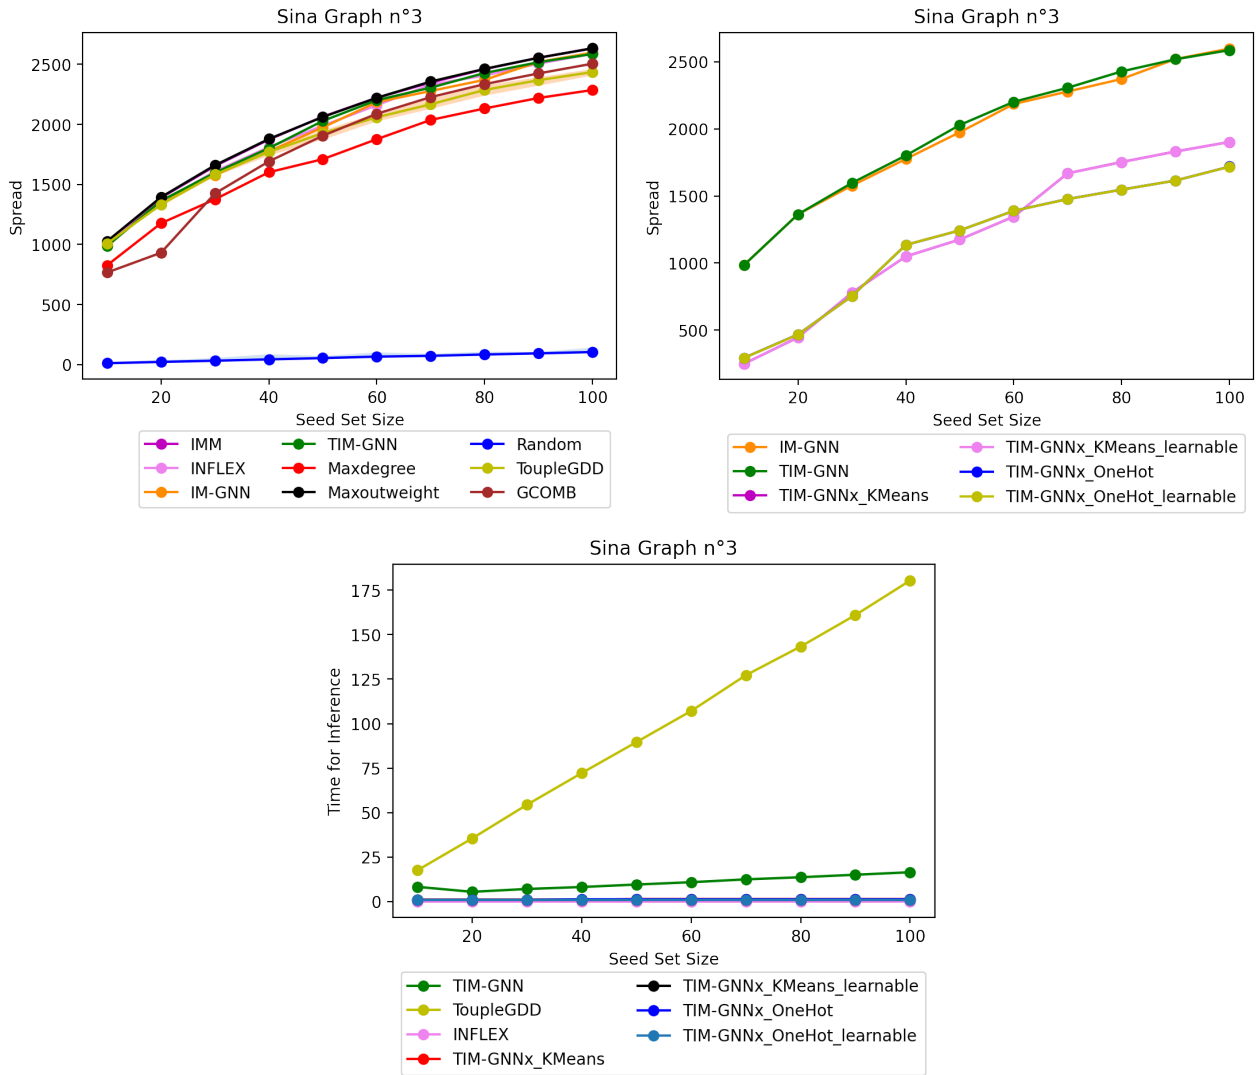 Sina Graph n°3
Spread
2500
2000
1500
1000
500
0
20 40 60 80 100
Seed Set Size
IMM TIM-GNN Random
INFLEX Maxdegree ToupleGDD
IM-GNN Maxoutweight GCOMB
Sina Graph n°3
Spread
2500
2000
1500
1000
500
20 40 60 80 100
Seed Set Size
IM-GNN TIM-GNNx_KMeans_learnable
TIM-GNN TIM-GNNx_OneHot
TIM-GNNx_KMeans TIM-GNNx_OneHot_learnable
Sina Graph n°3
Time for Inference
175
150
125
100
75
50
25
0
20 40 60 80 100
Seed Set Size
TIM-GNN TIM-GNNx_KMeans_learnable
ToupleGDD TIM-GNNx_OneHot
INFLEX TIM-GNNx_OneHot_learnable
TIM-GNNx_KMeans